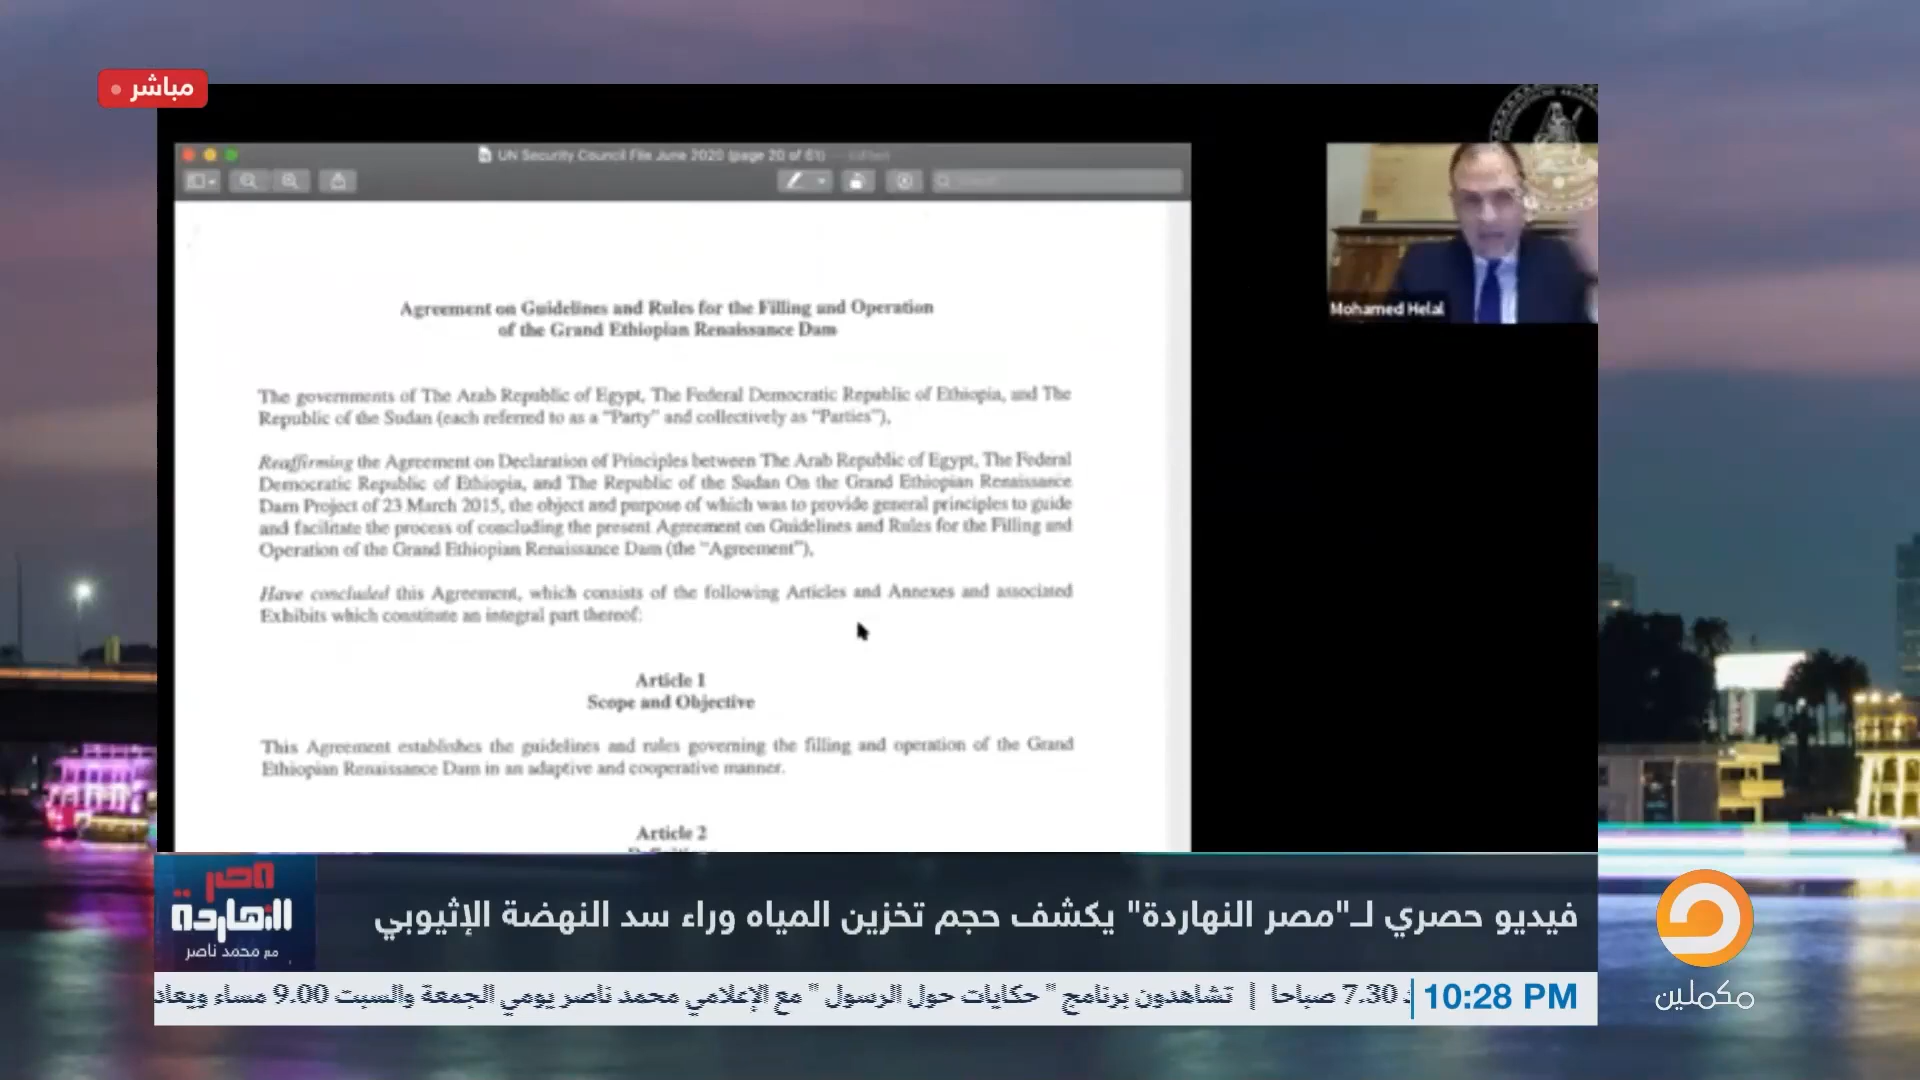 مباشر
UN Security Council File June 2020 (page 20 of 61) — Edited
Agreement on Guidelines and Rules for the Filling and Operation
of the Grand Ethiopian Renaissance Dam
The governments of The Arab Republic of Egypt, The Federal Democratic Republic of Ethiopia, and The
Republic of the Sudan (each referred to as a "Party" and collectively as "Parties"),
Reaffirming the Agreement on Declaration of Principles between The Arab Republic of Egypt, The Federal
Democratic Republic of Ethiopia, and The Republic of the Sudan On the Grand Ethiopian Renaissance
Dam Project of 23 March 2015, the object and purpose of which was to provide general principles to guide
and facilitate the process of concluding the present Agreement on Guidelines and Rules for the Filling and
Operation of the Grand Ethiopian Renaissance Dam (the "Agreement"),
Have concluded this Agreement, which consists of the following Articles and Annexes and associated
Exhibits which constitute an integral part thereof:
Article 1
Scope and Objective
This Agreement establishes the guidelines and rules governing the filling and operation of the Grand
Ethiopian Renaissance Dam in an adaptive and cooperative manner.
Article 2
Mohamed Helal
مصر
النهاردة
مع محمد ناصر
فيديو حصري لـ"مصر النهاردة" يكشف حجم تخزين المياه وراء سد النهضة الإثيوبي
7.30 صباحا | تشاهدون برنامج " حكايات حول الرسول " مع الإعلامي محمد ناصر يومي الجمعة والسبت 9.00 مساء ويعاد
10:28 PM
مكملين